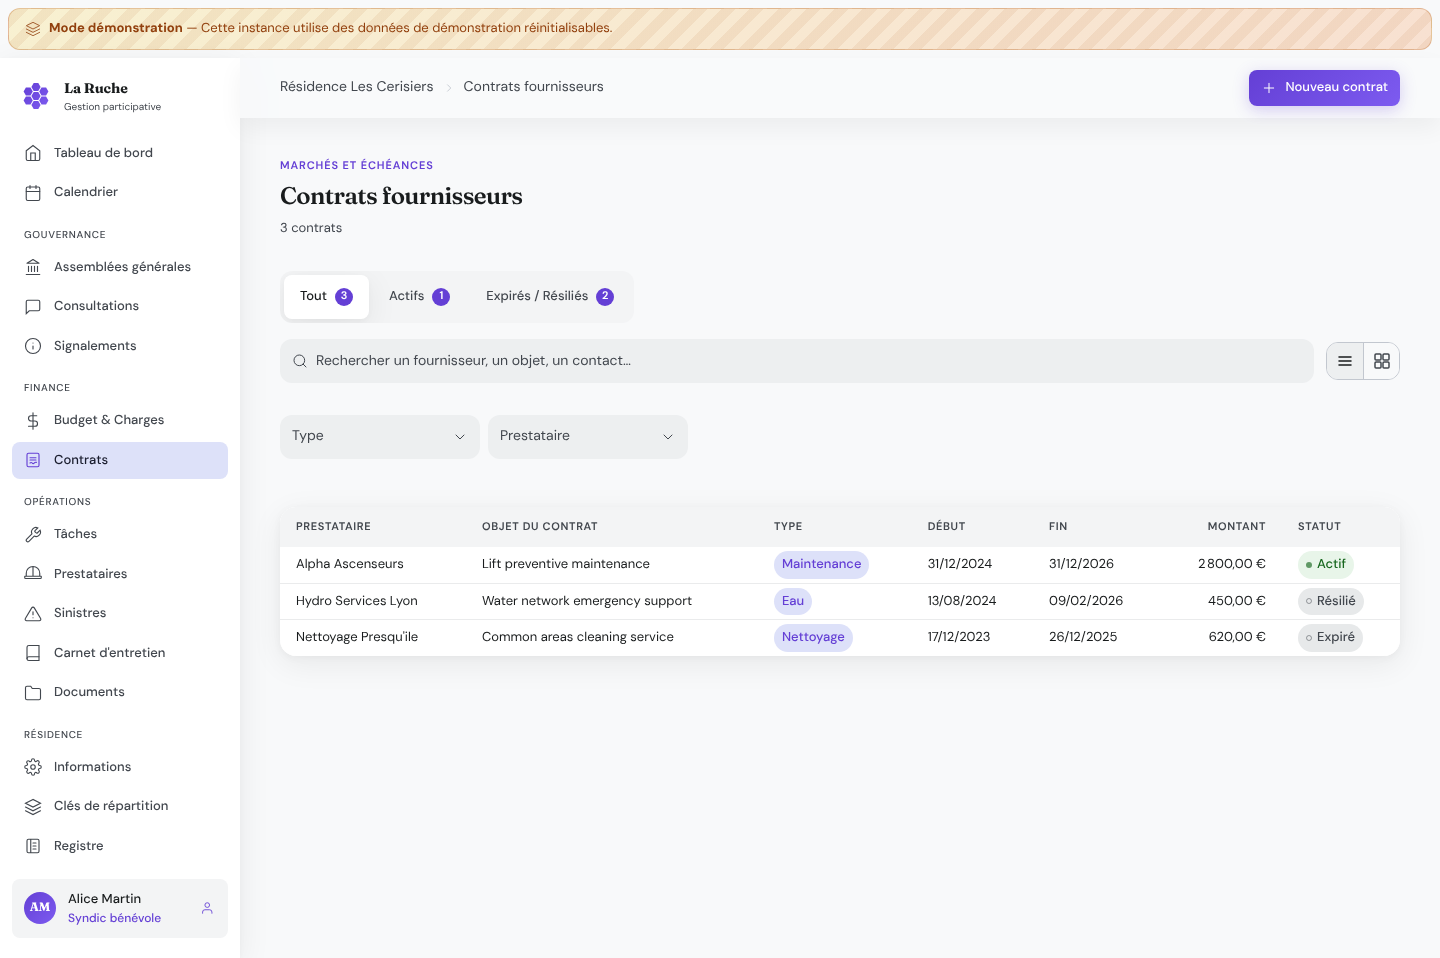 Mode démonstration — Cette instance utilise des données de démonstration réinitialisables.
La Ruche
Gestion participative
Tableau de bord
Calendrier
GOUVERNANCE
Assemblées générales
Consultations
Signalements
FINANCE
Budget & Charges
Contrats
OPÉRATIONS
Tâches
Prestataires
Sinistres
Carnet d'entretien
Documents
RÉSIDENCE
Informations
Clés de répartition
Registre
AM
Alice Martin
Syndic bénévole
Résidence Les Cerisiers > Contrats fournisseurs
+ Nouveau contrat
MARCHÉS ET ÉCHÉANCES
Contrats fournisseurs
3 contrats
Tout 3 Actifs 1 Expirés / Résiliés 2
Rechercher un fournisseur, un objet, un contact...
Type Prestataire
PRESTATAIRE OBJET DU CONTRAT TYPE DÉBUT FIN MONTANT STATUT
Alpha Ascenseurs Lift preventive maintenance Maintenance 31/12/2024 31/12/2026 2 800,00 € Actif
Hydro Services Lyon Water network emergency support Eau 13/08/2024 09/02/2026 450,00 € Résilié
Nettoyage Presqu'ile Common areas cleaning service Nettoyage 17/12/2023 26/12/2025 620,00 € Expiré